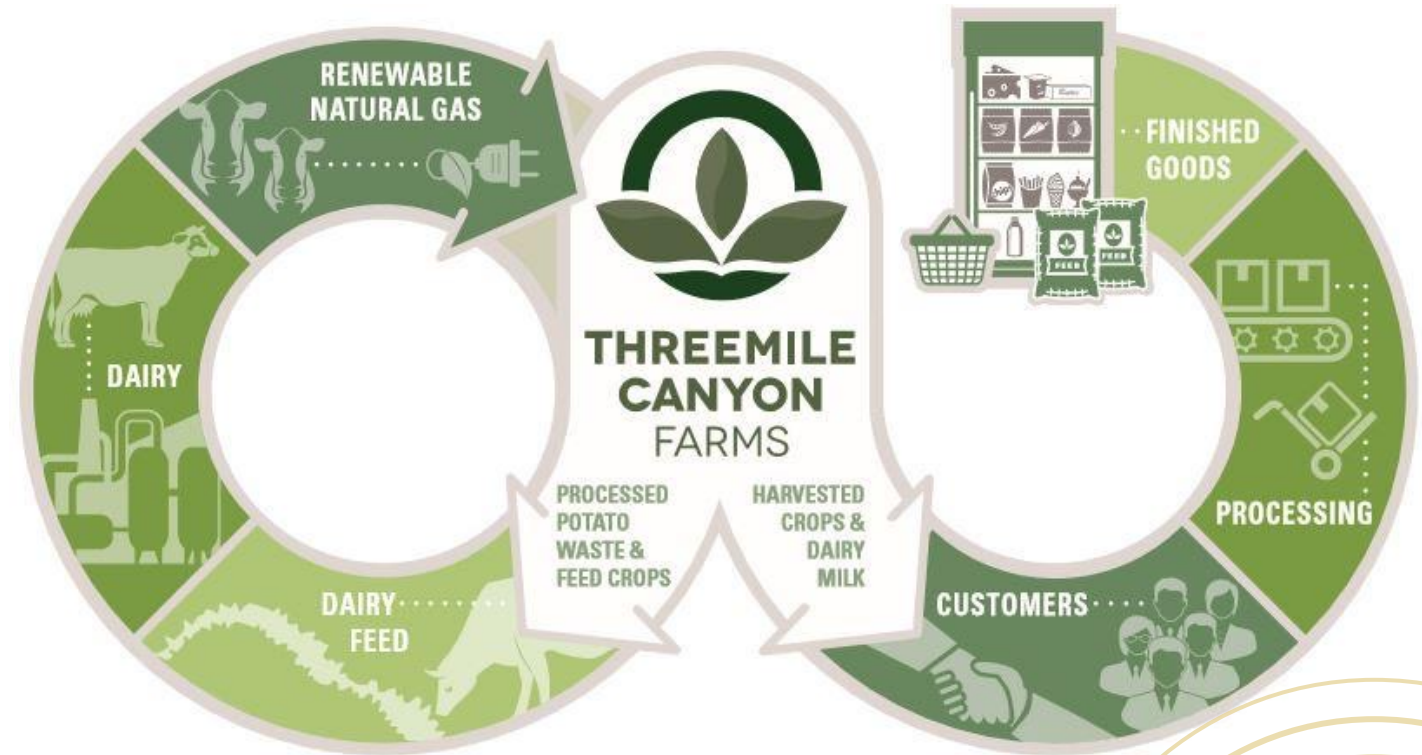 RENEWABLE
NATURAL GAS
DAIRY
DAIRY
FEED
THREEMILE
CANYON
FARMS
PROCESSED
POTATO
WASTE &
FEED CROPS
HARVESTED
CROPS &
DAIRY
MILK
FINISHED
GOODS
FEED
FEED
PROCESSING
CUSTOMERS